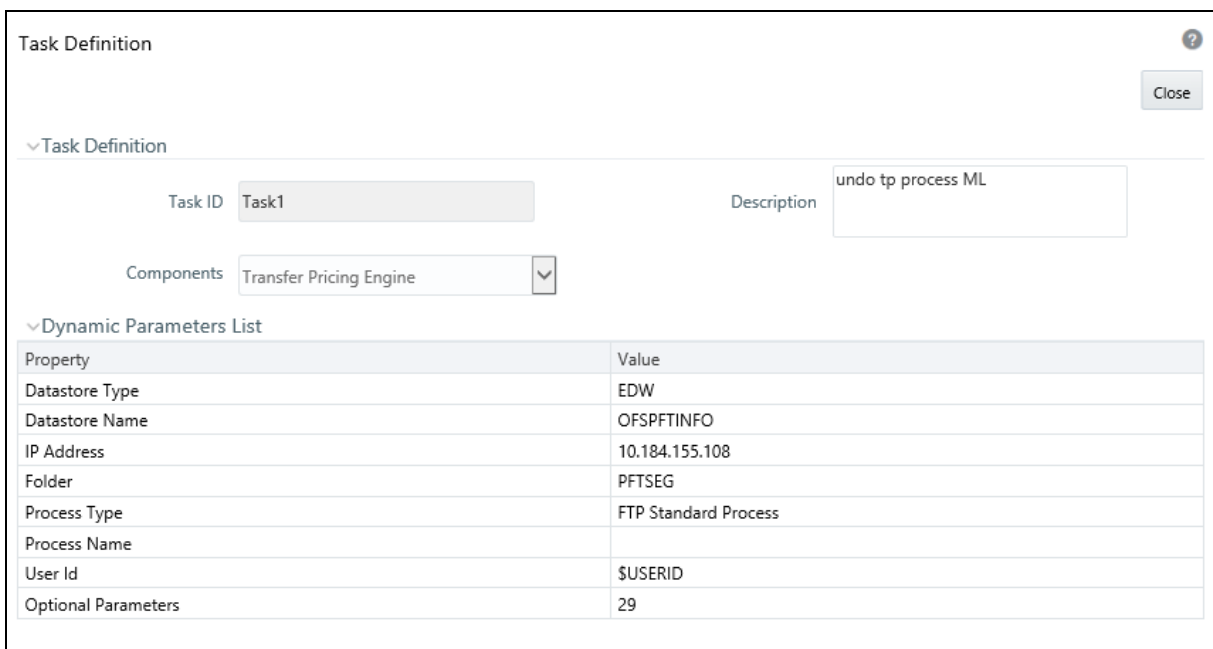 Task Definition
?
Close
Task Definition
Task ID Task1 Description undo tp process ML
Components Transfer Pricing Engine
Dynamic Parameters List
Property Value
Datastore Type EDW
Datastore Name OFSPFTINFO
IP Address 10.184.155.108
Folder PFTSEG
Process Type FTP Standard Process
Process Name
User Id $USERID
Optional Parameters 29